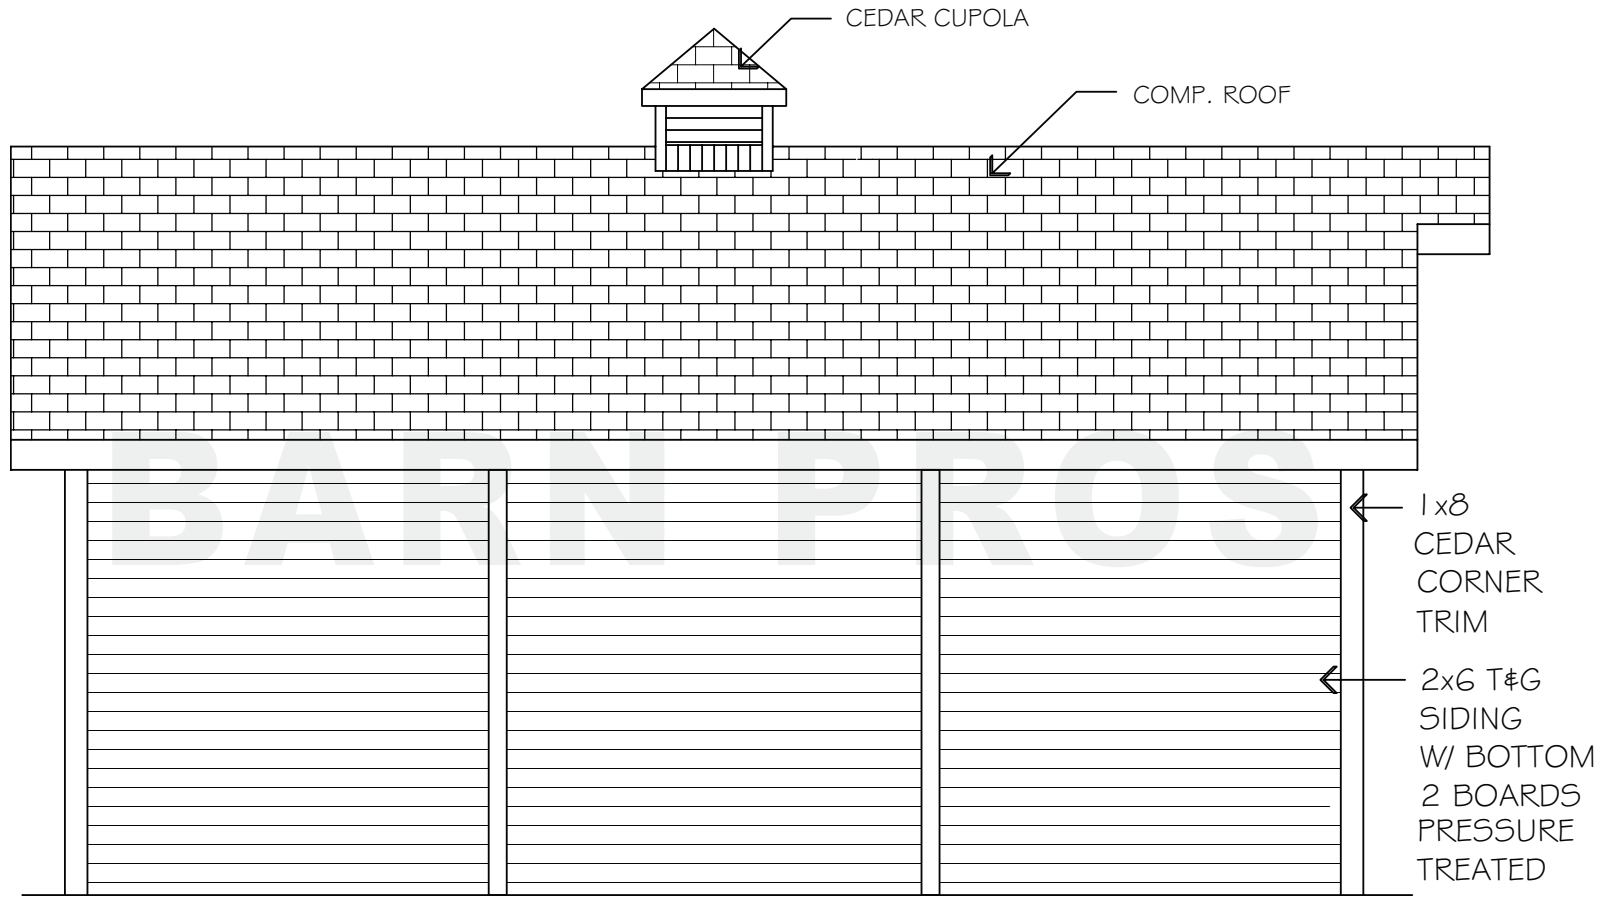 CEDAR CUPOLA
COMP. ROOF
BARN PROS
1x8
CEDAR
CORNER
TRIM
2x6 T&G
SIDING
W/ BOTTOM
2 BOARDS
PRESSURE
TREATED